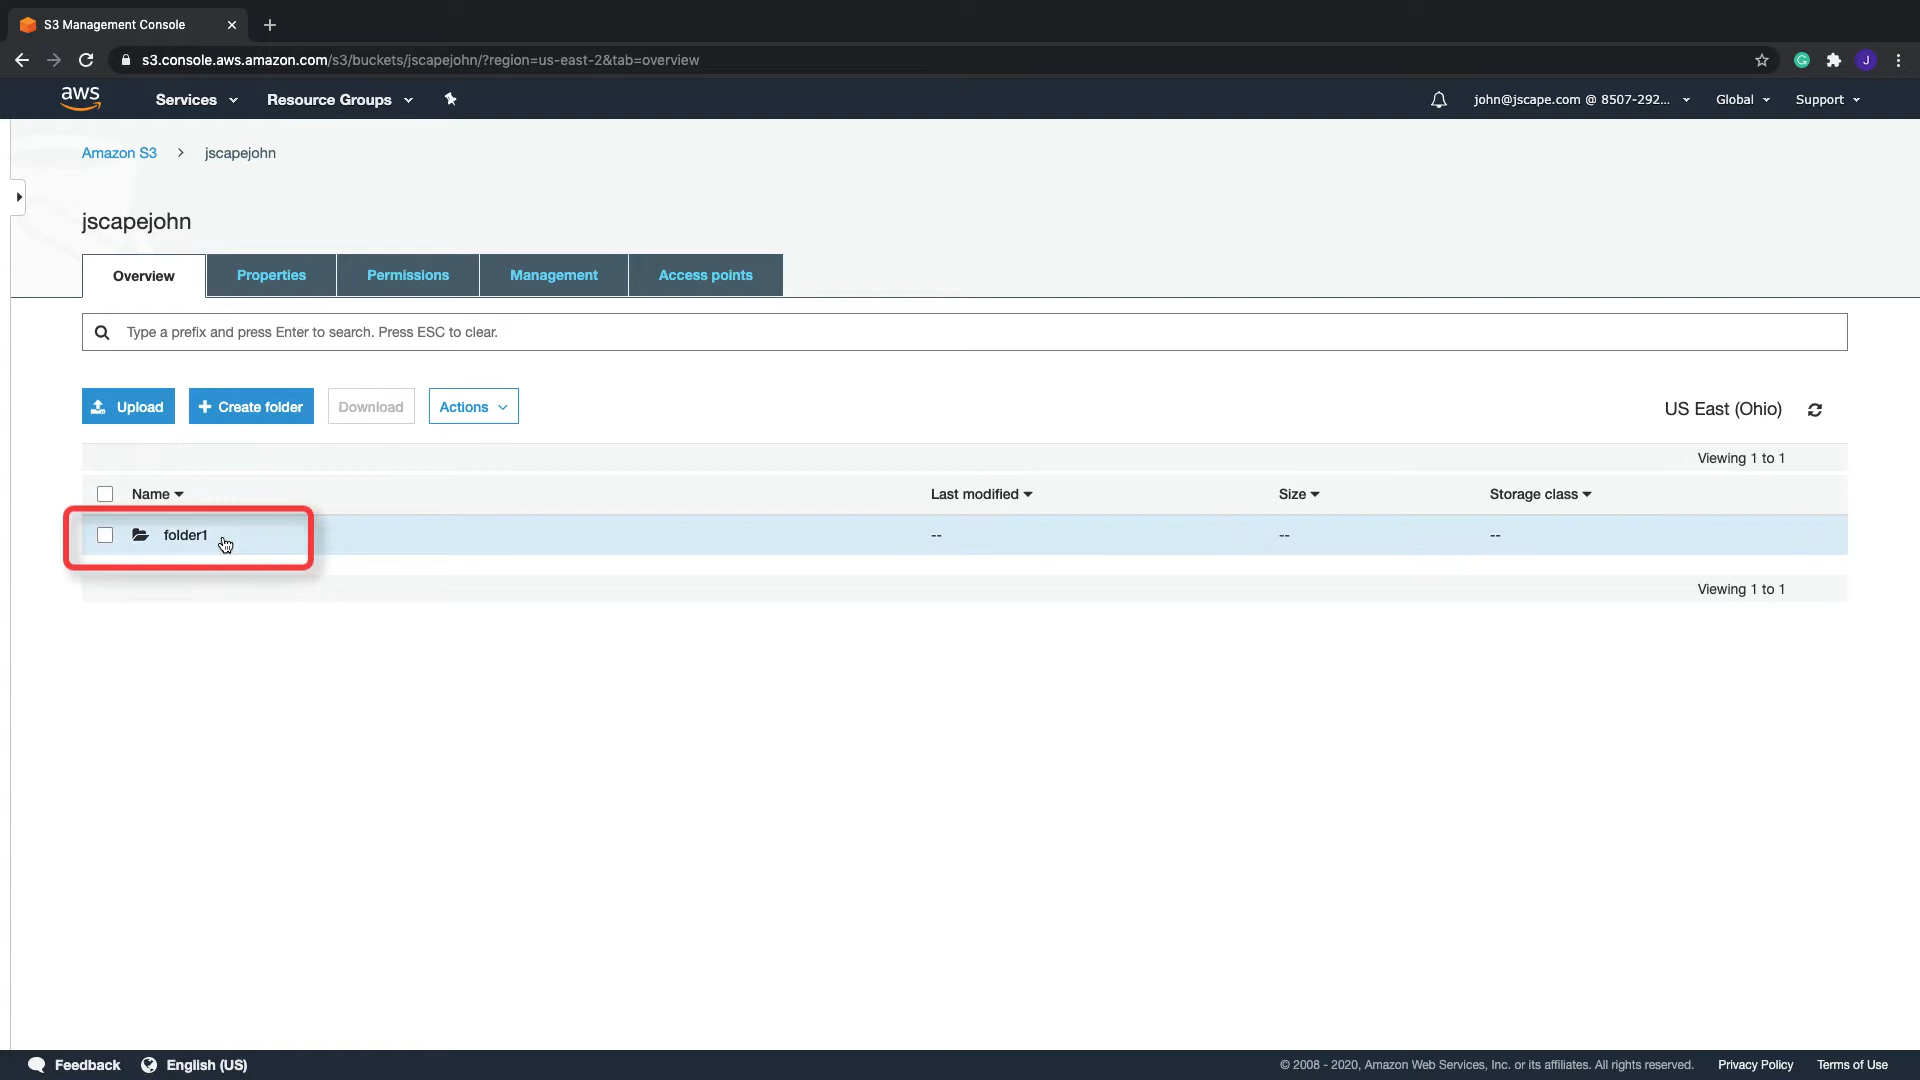 S3 Management Console
s3.console.aws.amazon.com/s3/buckets/jscapejohn/?region=us-east-2&tab=overview
J
aws
Services
Resource Groups
john@jscape.com @ 8507-292...
Global
Support
Amazon S3
jscapejohn
jscapejohn
Overview
Properties
Permissions
Management
Access points
Type a prefix and press Enter to search. Press ESC to clear.
Upload
+ Create folder
Download
Actions
US East (Ohio)
Viewing 1 to 1
Name
Last modified
Size
Storage class
folder1
--
--
--
Viewing 1 to 1
Feedback
English (US)
© 2008 - 2020, Amazon Web Services, Inc. or its affiliates. All rights reserved.
Privacy Policy
Terms of Use